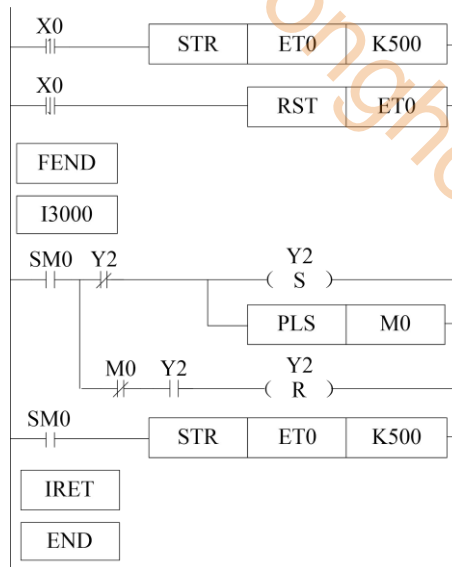 X0
STR ET0 K500
X0
RST ET0
FEND
I3000
SM0 Y2 Y2
( S )
PLS M0
M0 Y2 Y2
( R )
SM0
STR ET0 K500
IRET
END